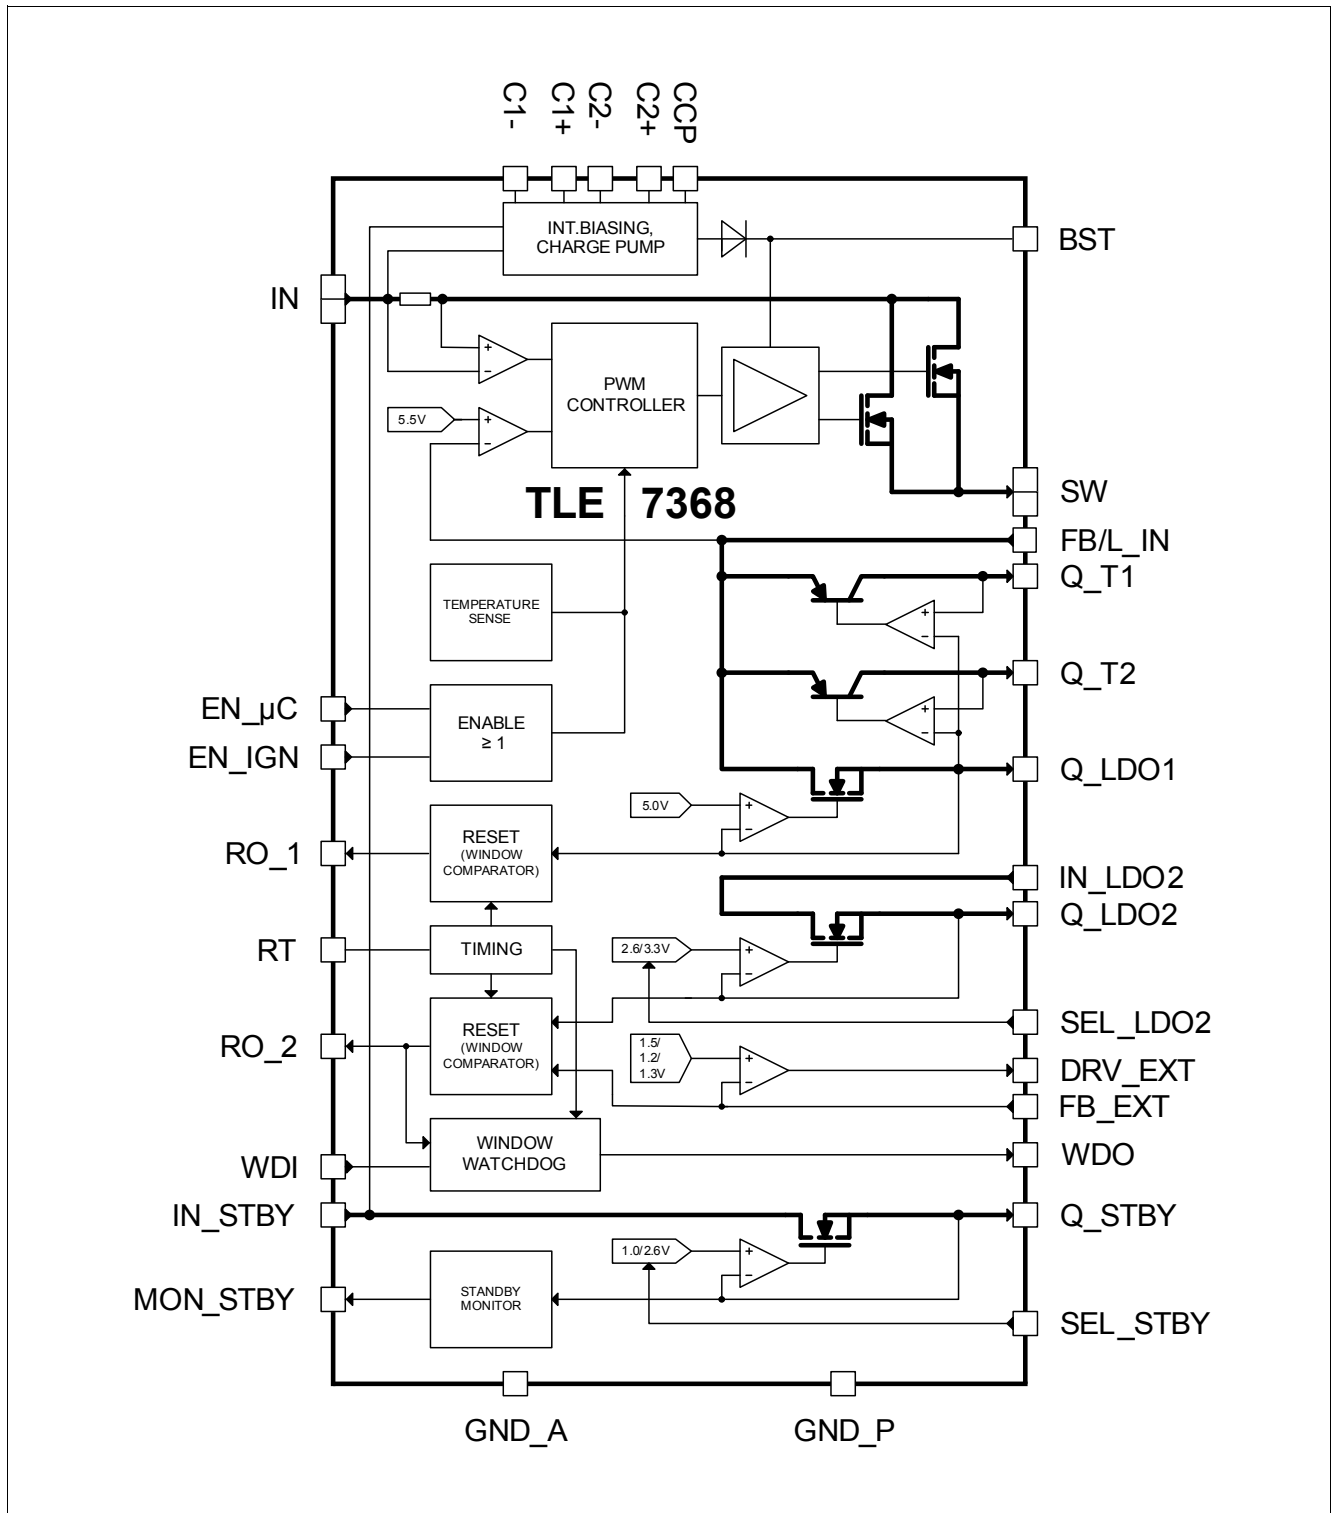 C1-
C1+
C2-
C2+
CCP
INT.BIASING,
CHARGE PUMP
BST
IN
+
−
PWM
CONTROLLER
5.5V
+
−
TLE 7368
SW
FB/L_IN
Q_T1
TEMPERATURE
SENSE
+
−
Q_T2
EN_µC
ENABLE
≥ 1
+
−
EN_IGN
Q_LDO1
5.0V
+
−
RESET
(WINDOW
COMPARATOR)
RO_1
IN_LDO2
Q_LDO2
RT
TIMING
2.6/3.3V
+
−
SEL_LDO2
RO_2
RESET
(WINDOW
COMPARATOR)
1.5/
1.2/
1.3V
+
−
DRV_EXT
FB_EXT
WINDOW
WATCHDOG
WDO
WDI
IN_STBY
Q_STBY
1.0/2.6V
+
−
MON_STBY
STANDBY
MONITOR
SEL_STBY
GND_A
GND_P